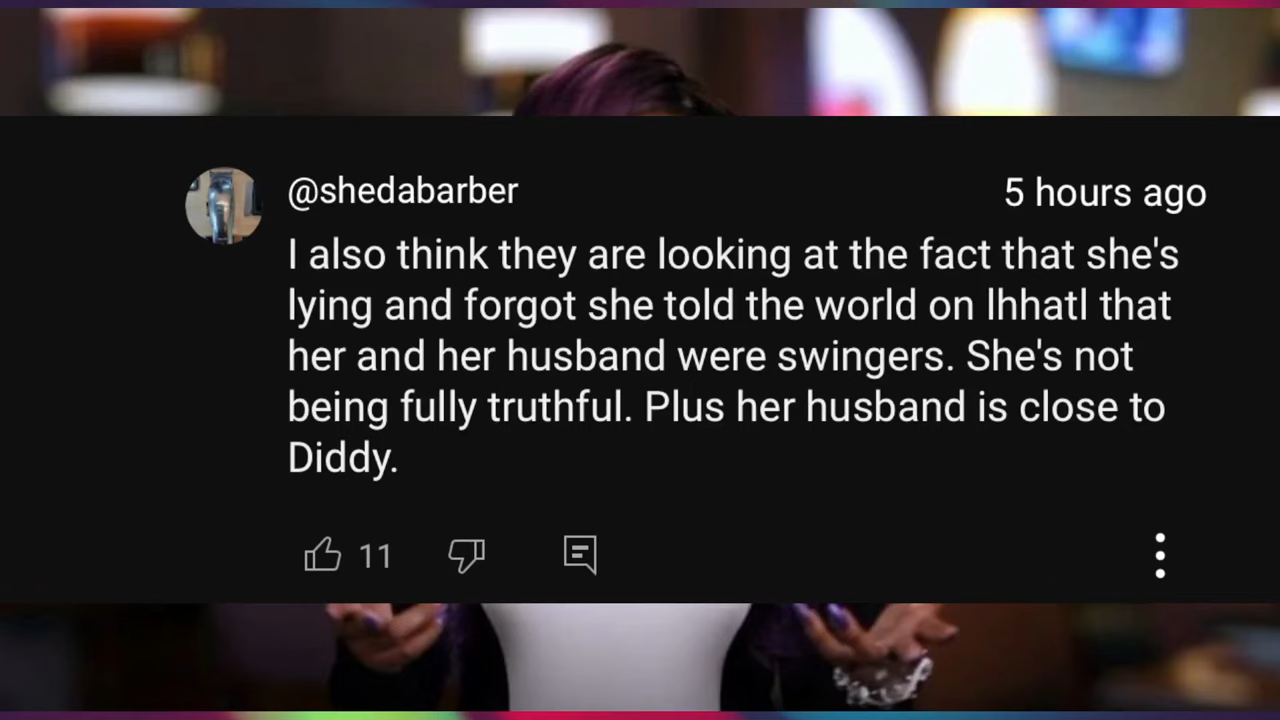 @shedabarber
5 hours ago
I also think they are looking at the fact that she's
lying and forgot she told the world on lhhatl that
her and her husband were swingers. She's not
being fully truthful. Plus her husband is close to
Diddy.
11